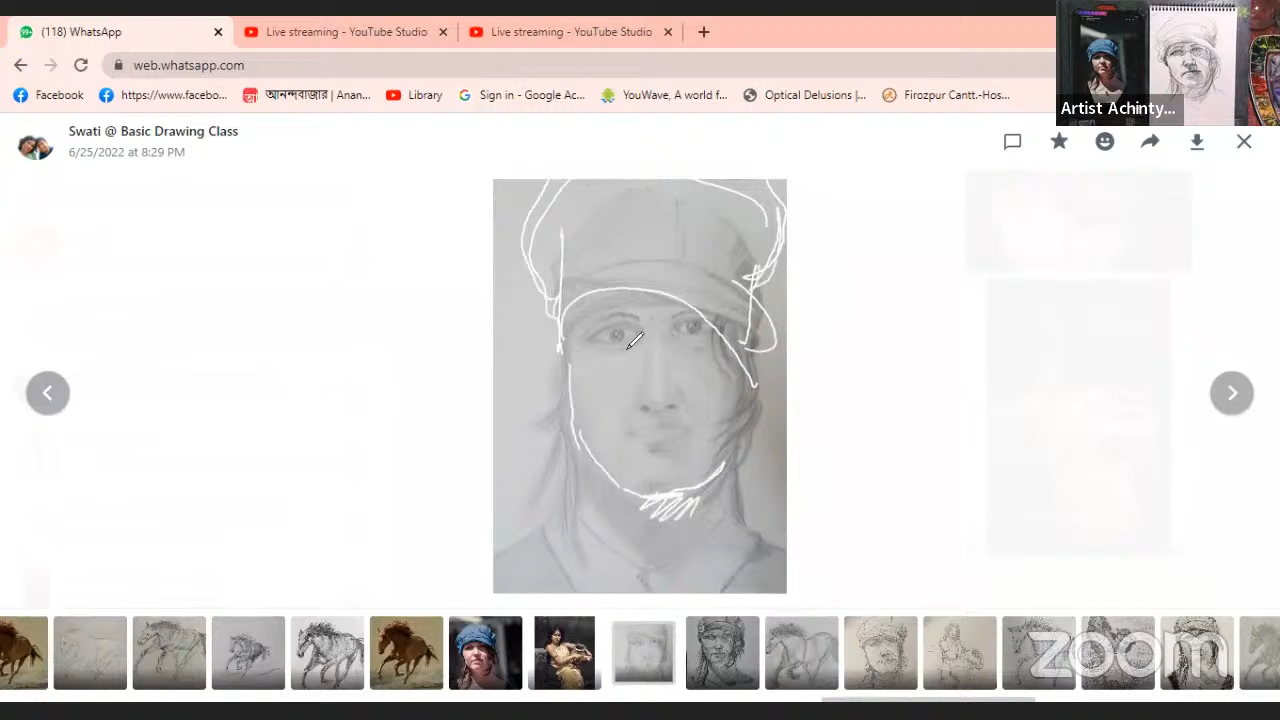 (118) WhatsApp
Live streaming - YouTube Studio
Live streaming - YouTube Studio
web.whatsapp.com
Facebook
https://www.facebo...
আনন্দবাজার | Anan...
Library
Sign in - Google Ac...
YouWave, A world f...
Optical Delusions |...
Firozpur Cantt.-Hos...
Artist Achinty...
Swati @ Basic Drawing Class
6/25/2022 at 8:29 PM
zoom